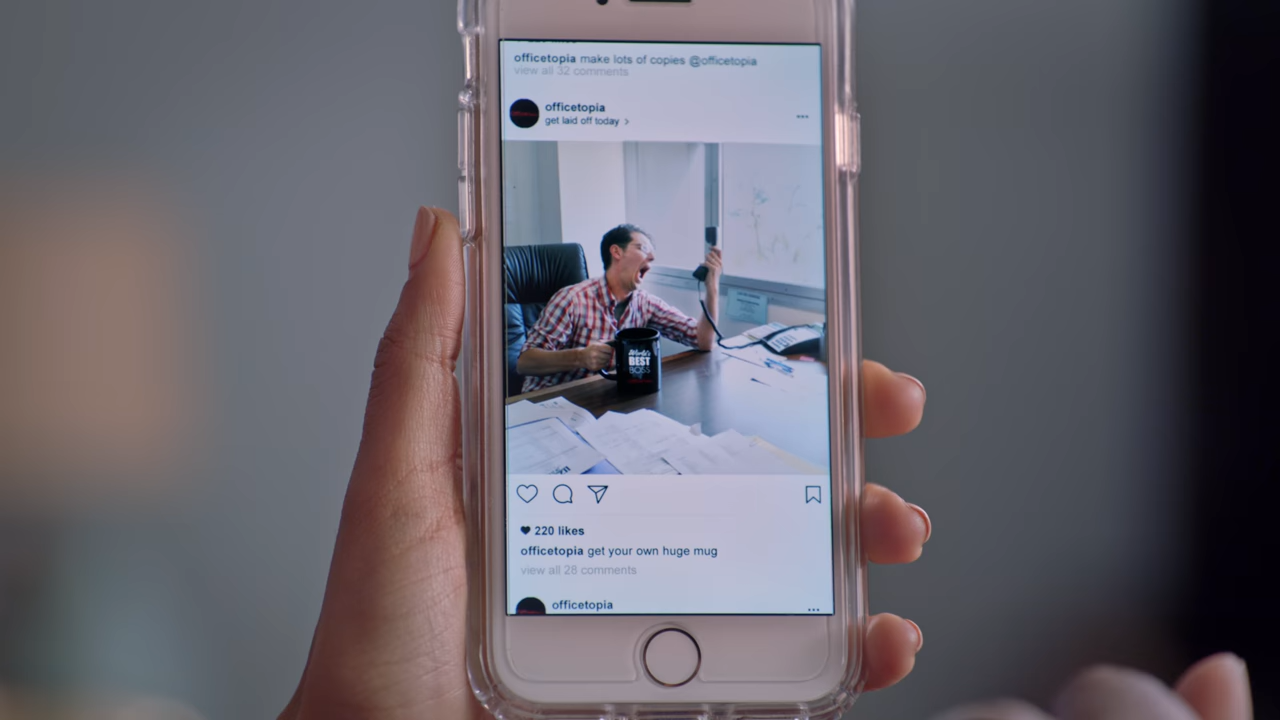 officetopia make lots of copies @officetopia
view all 32 comments
officetopia
get laid off today >
World's
BEST
BOSS
220 likes
officetopia get your own huge mug
view all 28 comments
officetopia